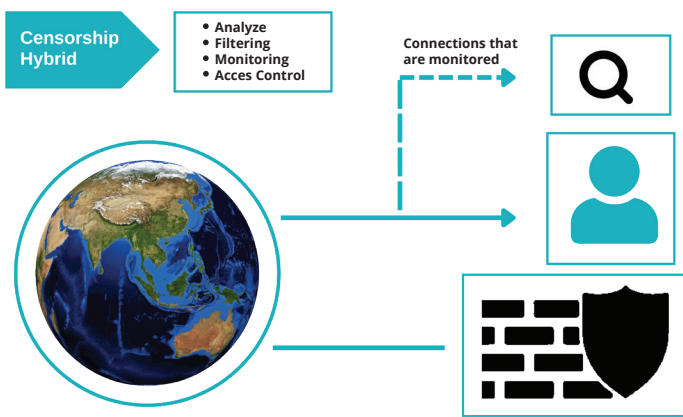 Censorship
Hybrid
• Analyze
• Filtering
• Monitoring
• Acces Control
Connections that
are monitored